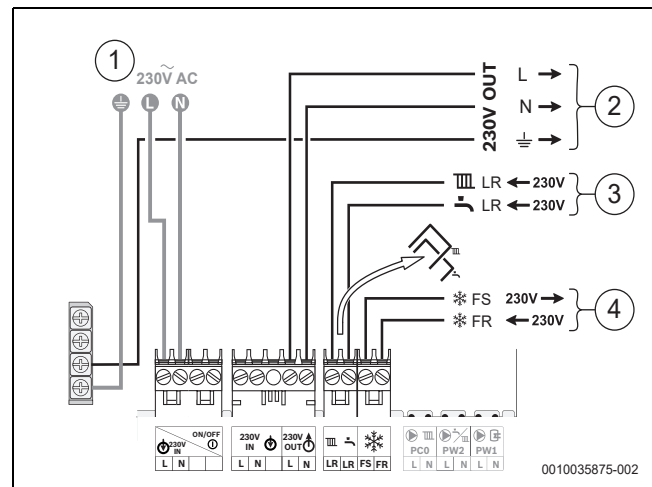 1
230V AC
L N
230V OUT
L
N
2
LR 230V
LR 230V
3
FS 230V
FR 230V
4
230V IN ON/OFF
L N
230V IN 230V OUT
L N L N
LR LR FS FR
PC0 PW2 PW1
L N L N L N
0010035875-002